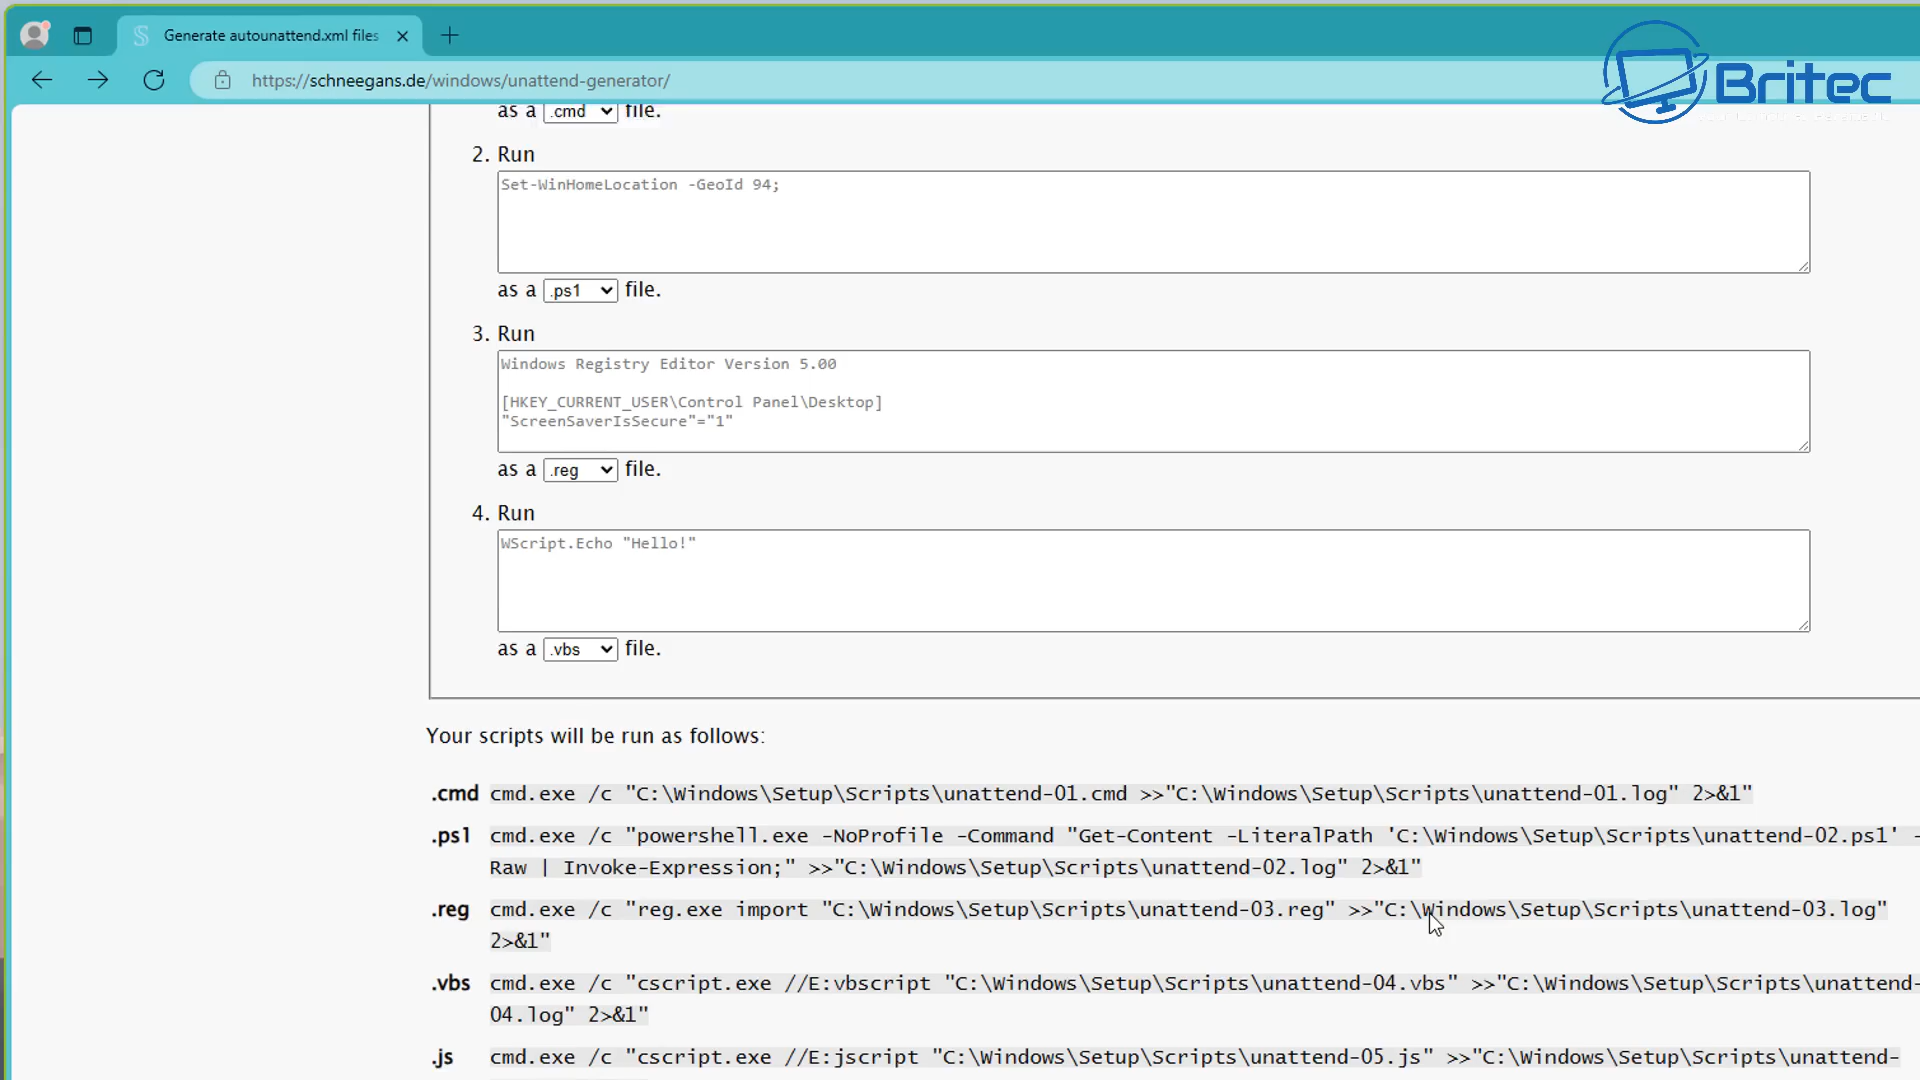 Generate autounattend.xml files
https://schneegans.de/windows/unattend-generator/
Britec
as a .cmd file.
2. Run
Set-WinHomeLocation -GeoId 94;
as a .ps1 file.
3. Run
Windows Registry Editor Version 5.00
[HKEY_CURRENT_USER\Control Panel\Desktop]
"ScreenSaverIsSecure"="1"
as a .reg file.
4. Run
WScript.Echo "Hello!"
as a .vbs file.
Your scripts will be run as follows:
.cmd cmd.exe /c "C:\Windows\Setup\Scripts\unattend-01.cmd >>"C:\Windows\Setup\Scripts\unattend-01.log" 2>&1"
.ps1 cmd.exe /c "powershell.exe -NoProfile -Command "Get-Content -LiteralPath 'C:\Windows\Setup\Scripts\unattend-02.ps1' -
Raw | Invoke-Expression;" >>"C:\Windows\Setup\Scripts\unattend-02.log" 2>&1"
.reg cmd.exe /c "reg.exe import "C:\Windows\Setup\Scripts\unattend-03.reg" >>"C:\Windows\Setup\Scripts\unattend-03.log"
2>&1"
.vbs cmd.exe /c "cscript.exe //E:vbscript "C:\Windows\Setup\Scripts\unattend-04.vbs" >>"C:\Windows\Setup\Scripts\unattend-
04.log" 2>&1"
.js cmd.exe /c "cscript.exe //E:jscript "C:\Windows\Setup\Scripts\unattend-05.js" >>"C:\Windows\Setup\Scripts\unattend-